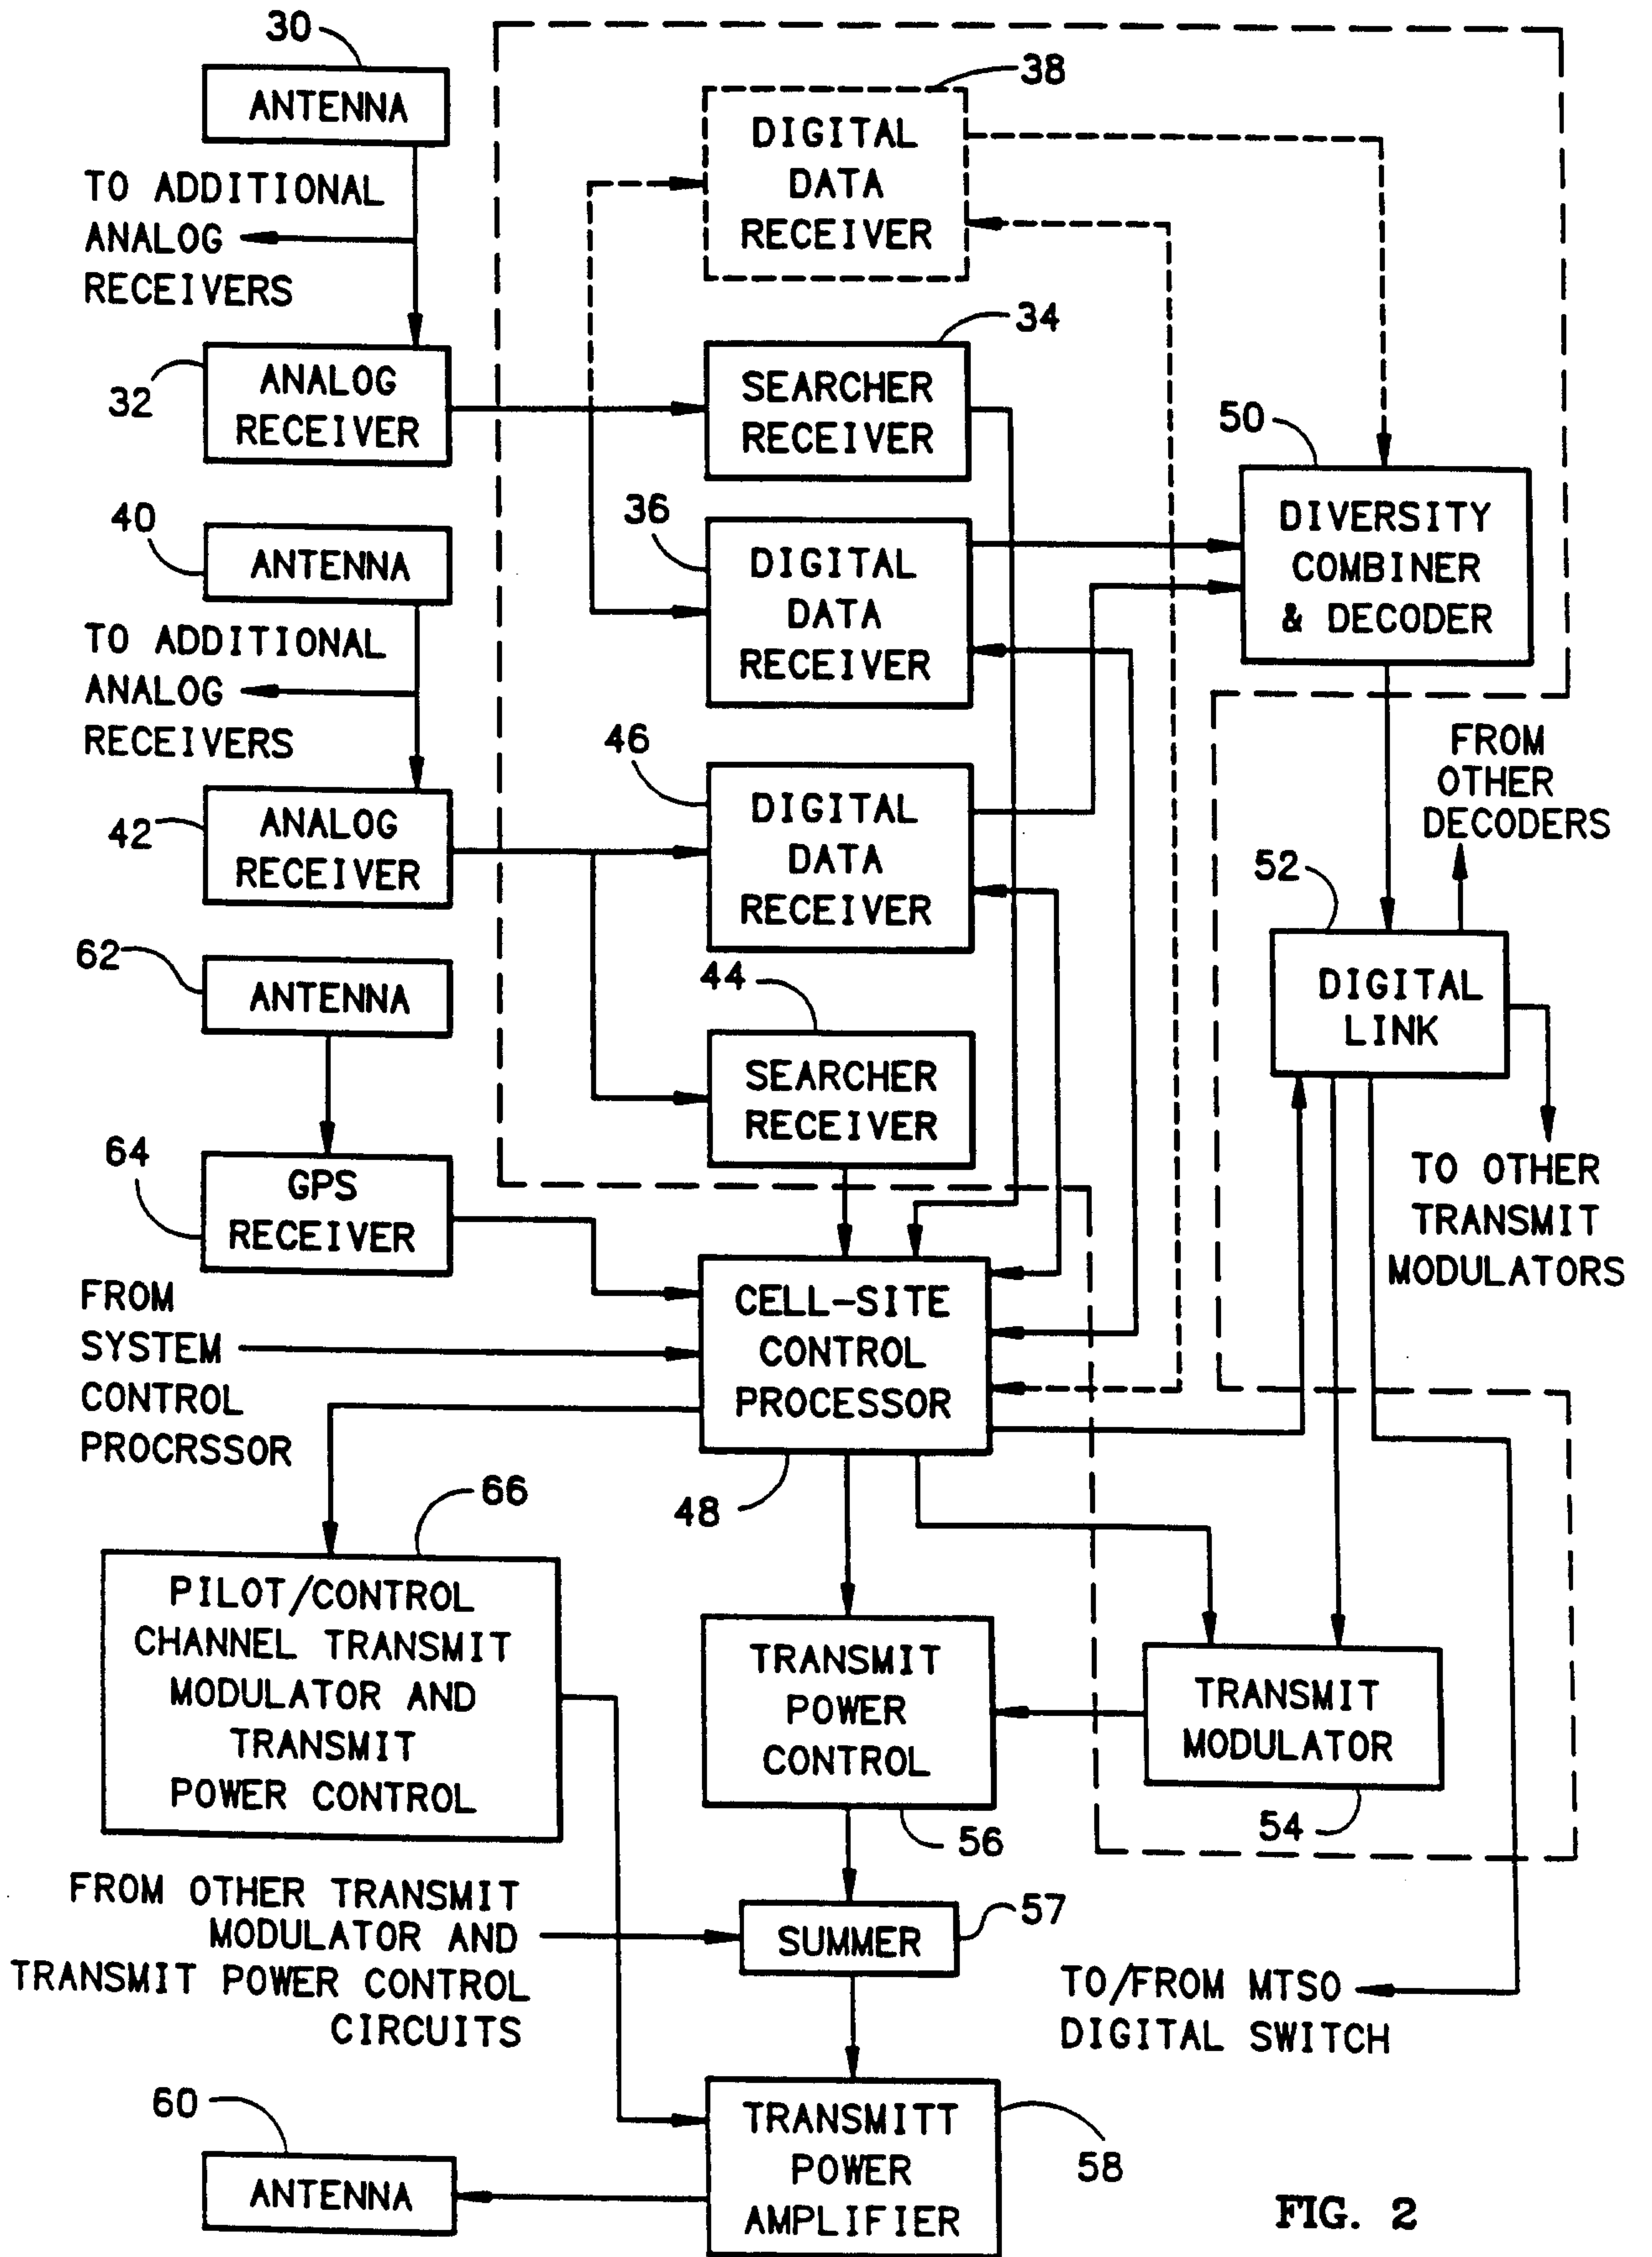 30
ANTENNA
38
DIGITAL
DATA
RECEIVER
TO ADDITIONAL
ANALOG
RECEIVERS
34
32
ANALOG
RECEIVER
SEARCHER
RECEIVER
50
DIVERSITY
COMBINER
& DECODER
40
ANTENNA
36
DIGITAL
DATA
RECEIVER
TO ADDITIONAL
ANALOG
RECEIVERS
46
DIGITAL
DATA
RECEIVER
FROM
OTHER
DECODERS
42
ANALOG
RECEIVER
52
DIGITAL
LINK
62
ANTENNA
44
SEARCHER
RECEIVER
64
GPS
RECEIVER
TO OTHER
TRANSMIT
MODULATORS
FROM
SYSTEM
CONTROL
PROCRSSOR
CELL-SITE
CONTROL
PROCESSOR
48
66
PILOT/CONTROL
CHANNEL TRANSMIT
MODULATOR AND
TRANSMIT
POWER CONTROL
TRANSMIT
POWER
CONTROL
56
TRANSMIT
MODULATOR
54
FROM OTHER TRANSMIT
MODULATOR AND
TRANSMIT POWER CONTROL
CIRCUITS
SUMMER
57
TO/FROM MTSO
DIGITAL SWITCH
60
ANTENNA
TRANSMITT
POWER
AMPLIFIER
58
FIG. 2